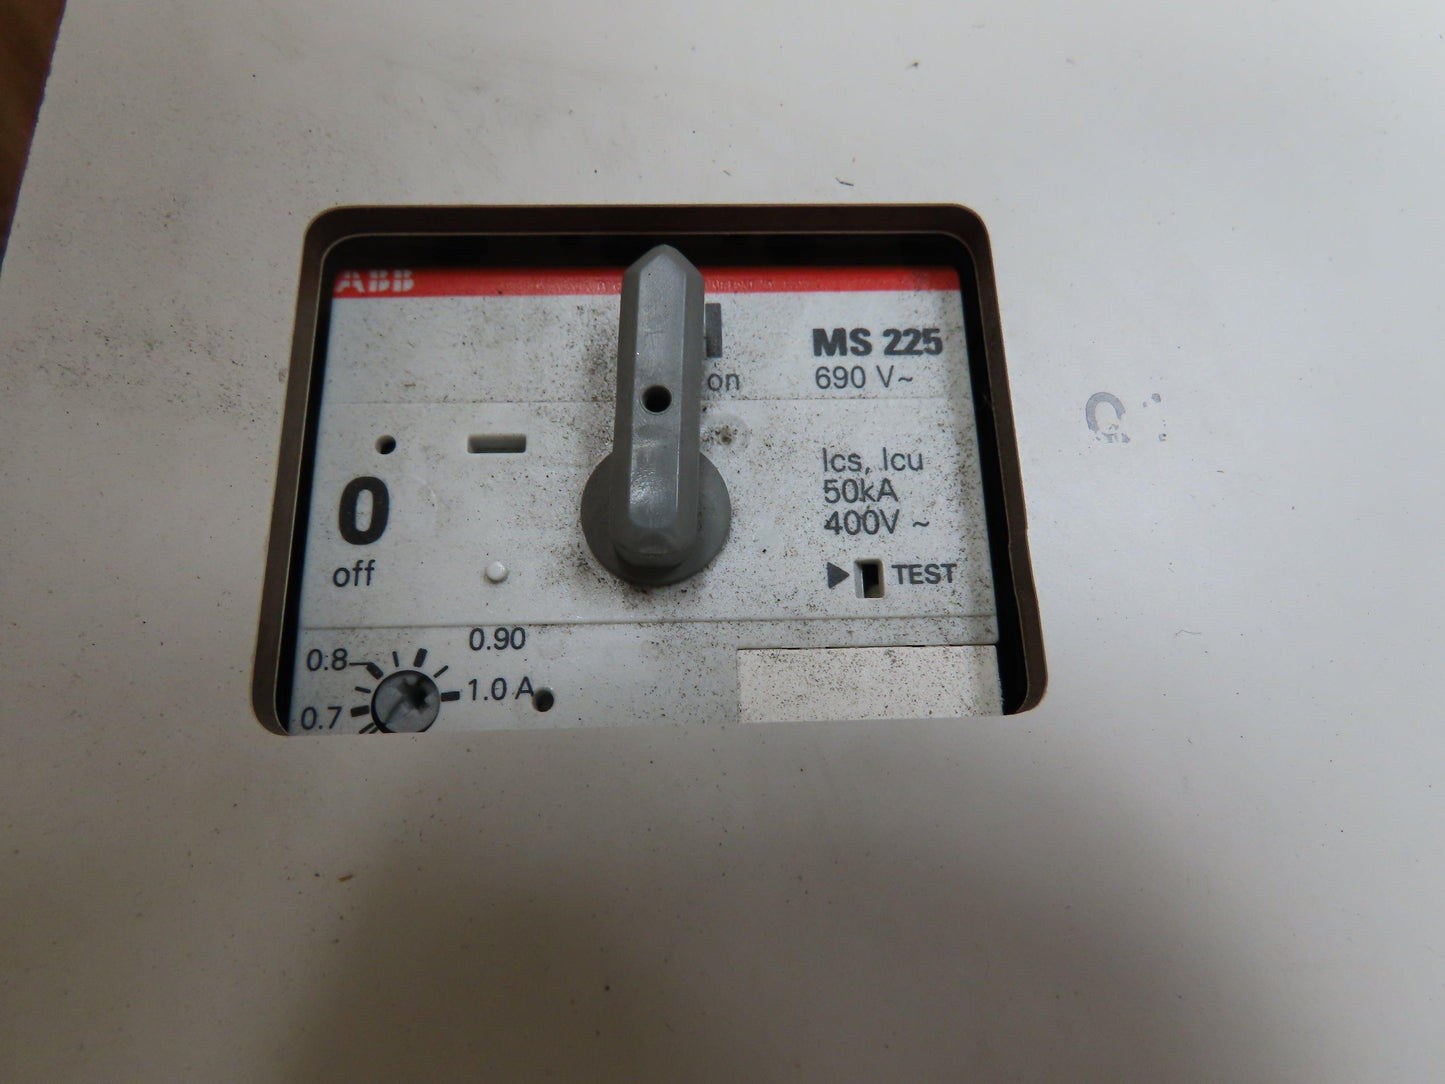 ABB
MS 225
690 V~
on
Ics, Icu
50kA
400V ~
0
off
TEST
0.90
0.8
1.0 A
0.7
Q